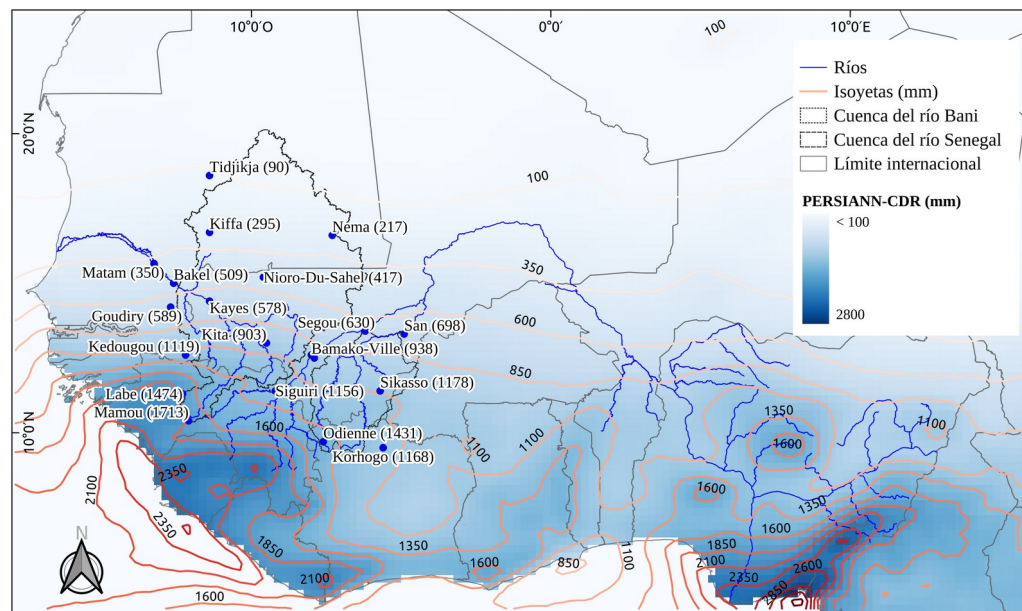 10°0'O
0°0'
10°0'E
100
20°0'N
10°0'N
Ríos
Isoyetas (mm)
Cuenca del río Bani
Cuenca del río Senegal
Límite internacional
PERSIANN-CDR (mm)
< 100
2800
Tidjikja (90)
100
Kiffa (295)
Nema (217)
Matam (350)
Bakel (509)
Nioro-Du-Sahel (417)
350
Goudiry (589)
Kayes (578)
Segou (630)
San (698)
600
Kita (903)
Kedougou (1119)
Bamako-Ville (938)
850
Labe (1474)
Siguiri (1156)
Sikasso (1178)
Mamou (1713)
1600
Odienne (1431)
1100
1100
1350
1100
Korhogo (1168)
1600
2100
2350
2350
1600
1350
1850
1350
1600
1600
1100
1850
2100
850
2100
2350
2600
2850
1600
N